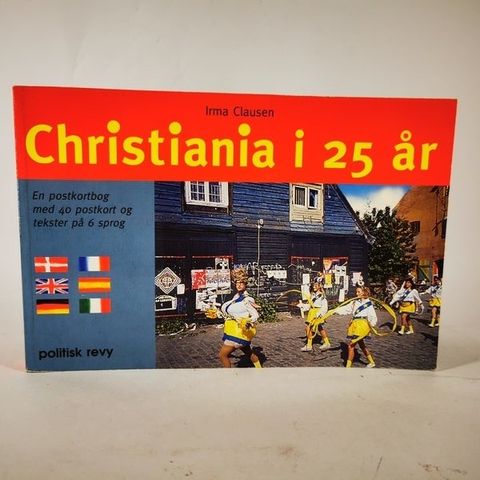 Irma Clausen
Christiania i 25 år
En postkortbog
med 40 postkort og
tekster på 6 sprog
politisk revy